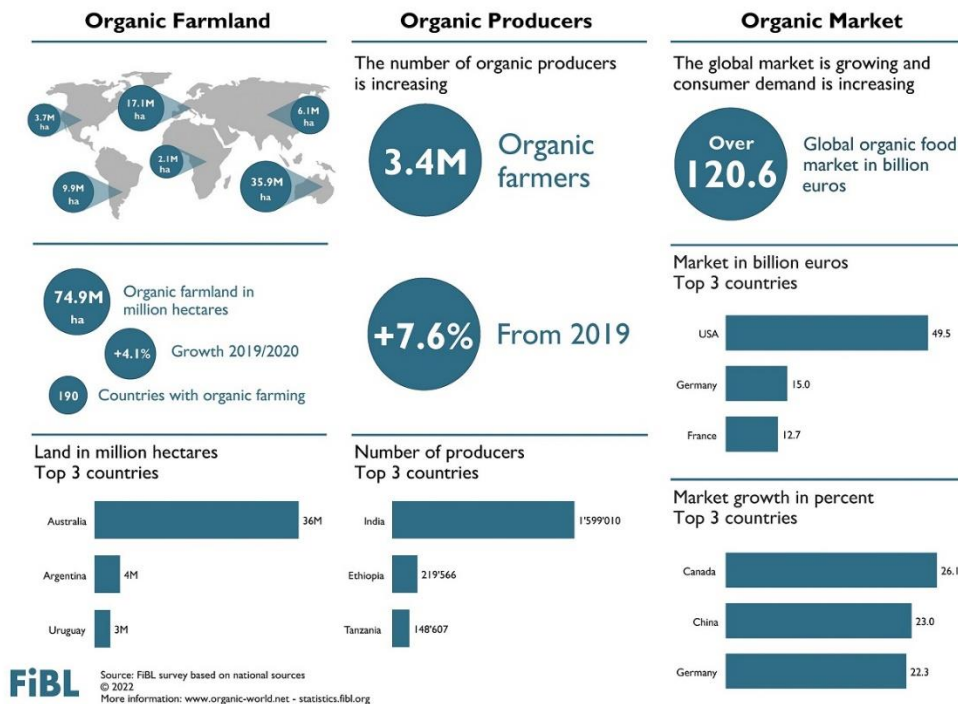 Organic Farmland
3.7M
ha
17.1M
ha
6.1M
ha
2.1M
ha
9.9M
ha
35.9M
ha
74.9M
ha
Organic farmland in
million hectares
+4.1%
Growth 2019/2020
190
Countries with organic farming
Land in million hectares
Top 3 countries
Australia
36M
Argentina
4M
Uruguay
3M
Organic Producers
The number of organic producers
is increasing
3.4M
Organic
farmers
+7.6%
From 2019
Number of producers
Top 3 countries
India
1'599'010
Ethiopia
219'566
Tanzania
148'607
Organic Market
The global market is growing and
consumer demand is increasing
Over
120.6
Global organic food
market in billion
euros
Market in billion euros
Top 3 countries
USA
49.5
Germany
15.0
France
12.7
Market growth in percent
Top 3 countries
Canada
26.1
China
23.0
Germany
22.3
FiBL
Source: FiBL survey based on national sources
© 2022
More information: www.organic-world.net - statistics.fibl.org